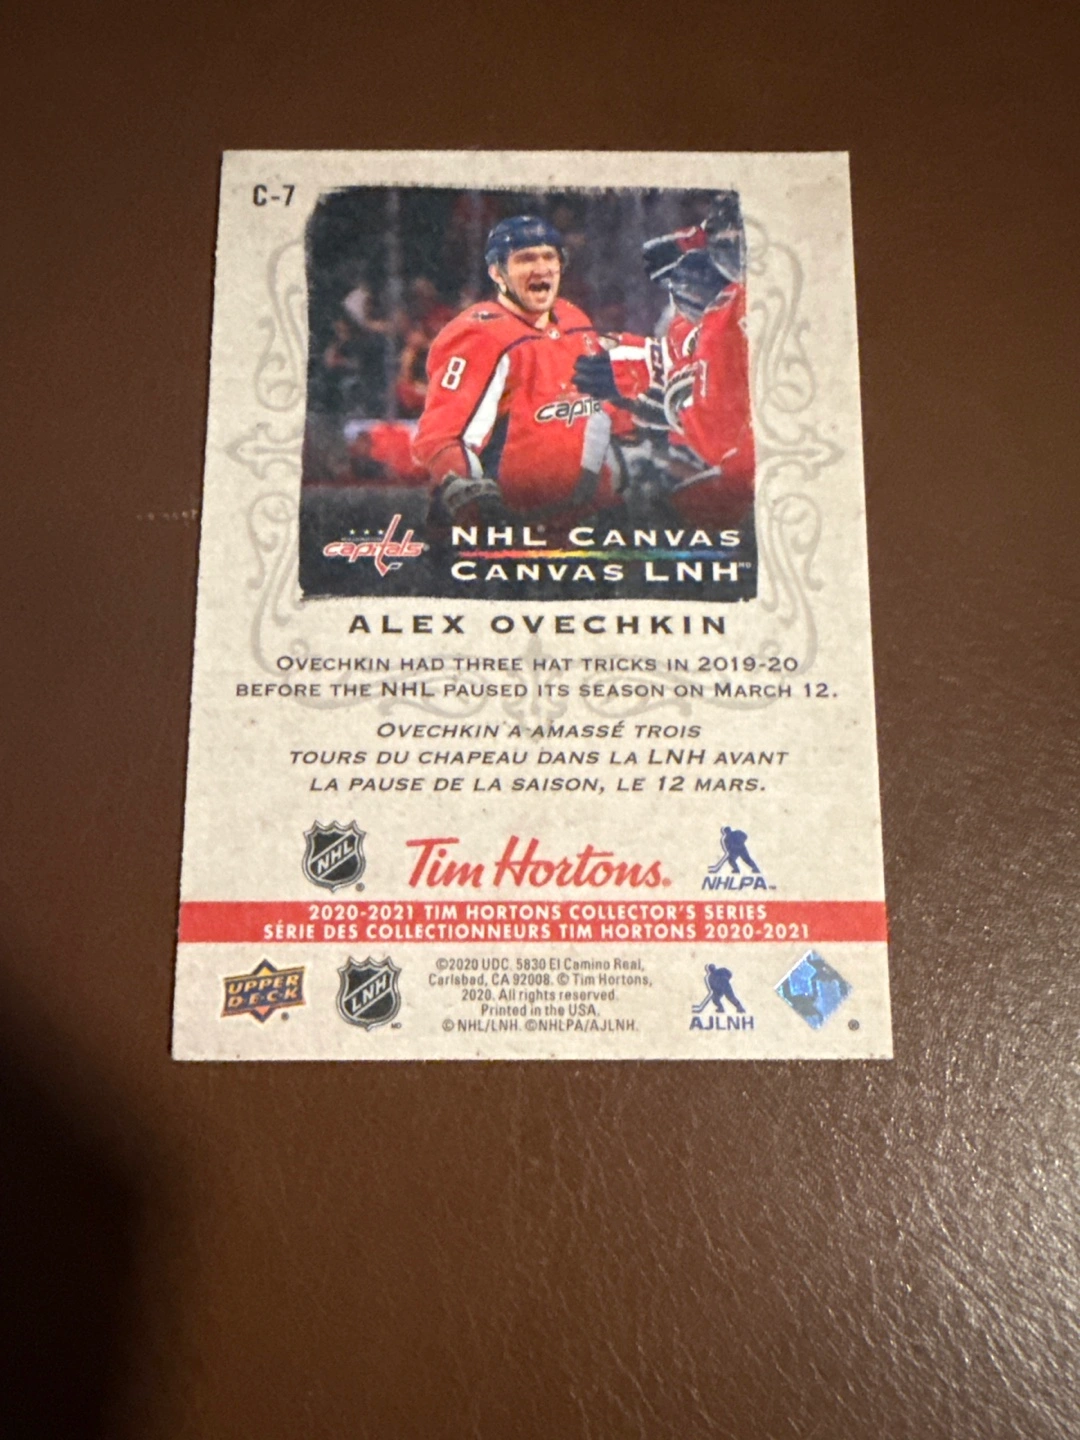 C-7
8
Capitals
capitals
NHL CANVAS
CANVAS LNH MD
ALEX OVECHKIN
OVECHKIN HAD THREE HAT TRICKS IN 2019-20
BEFORE THE NHL PAUSED ITS SEASON ON MARCH 12.
OVECHKIN A AMASSÉ TROIS
TOURS DU CHAPEAU DANS LA LNH AVANT
LA PAUSE DE LA SAISON, LE 12 MARS.
NHL ®
Tim Hortons.
NHLPA™
2020-2021 TIM HORTONS COLLECTOR'S SERIES
SÉRIE DES COLLECTIONNEURS TIM HORTONS 2020-2021
UPPER
DECK ®
LNH MD
©2020 UDC. 5830 El Camino Real,
Carlsbad, CA 92008. © Tim Hortons,
2020. All rights reserved.
Printed in the USA.
© NHL/LNH. ©NHLPA/AJLNH.
AJLNH
®